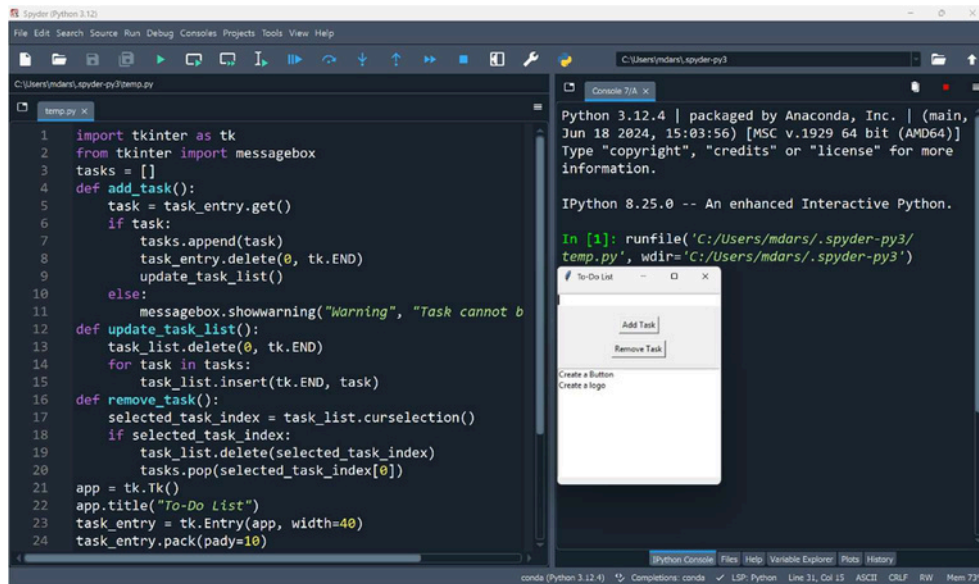 Spyder (Python 3.12)
File Edit Search Source Run Debug Consoles Projects Tools View Help
C:\Users\mdars\.spyder-py3
C:\Users\mdars\.spyder-py3\temp.py
temp.py
1 import tkinter as tk
2 from tkinter import messagebox
3 tasks = []
4 def add_task():
5     task = task_entry.get()
6     if task:
7         tasks.append(task)
8         task_entry.delete(0, tk.END)
9         update_task_list()
10     else:
11         messagebox.showwarning("Warning", "Task cannot b
12 def update_task_list():
13     task_list.delete(0, tk.END)
14     for task in tasks:
15         task_list.insert(tk.END, task)
16 def remove_task():
17     selected_task_index = task_list.curselection()
18     if selected_task_index:
19         task_list.delete(selected_task_index)
20         tasks.pop(selected_task_index[0])
21 app = tk.Tk()
22 app.title("To-Do List")
23 task_entry = tk.Entry(app, width=40)
24 task_entry.pack(pady=10)
Console 7/A
Python 3.12.4 | packaged by Anaconda, Inc. | (main,
Jun 18 2024, 15:03:56) [MSC v.1929 64 bit (AMD64)]
Type "copyright", "credits" or "license" for more
information.
IPython 8.25.0 -- An enhanced Interactive Python.
In [1]: runfile('C:/Users/mdars/.spyder-py3/
temp.py', wdir='C:/Users/mdars/.spyder-py3')
To-Do List
Add Task
Remove Task
Create a Button
Create a logo
IPython Console Files Help Variable Explorer Plots History
conda (Python 3.12.4) Completions: conda LSP: Python Line 31, Col 15 ASCII CRLF RW Mem 73%